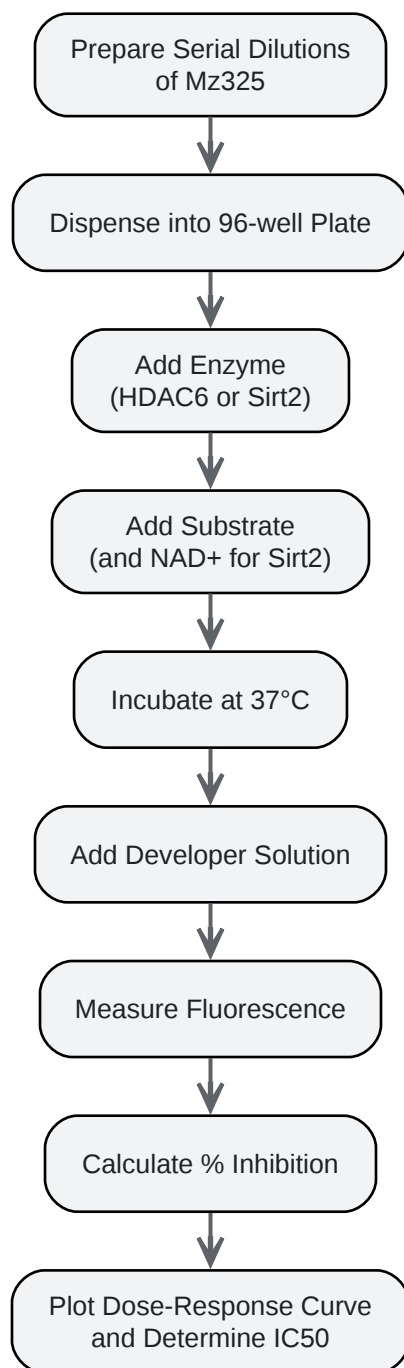 Prepare Serial Dilutions
of Mz325
Dispense into 96-well Plate
Add Enzyme
(HDAC6 or Sirt2)
Add Substrate
(and NAD+ for Sirt2)
Incubate at 37°C
Add Developer Solution
Measure Fluorescence
Calculate % Inhibition
Plot Dose-Response Curve
and Determine IC50